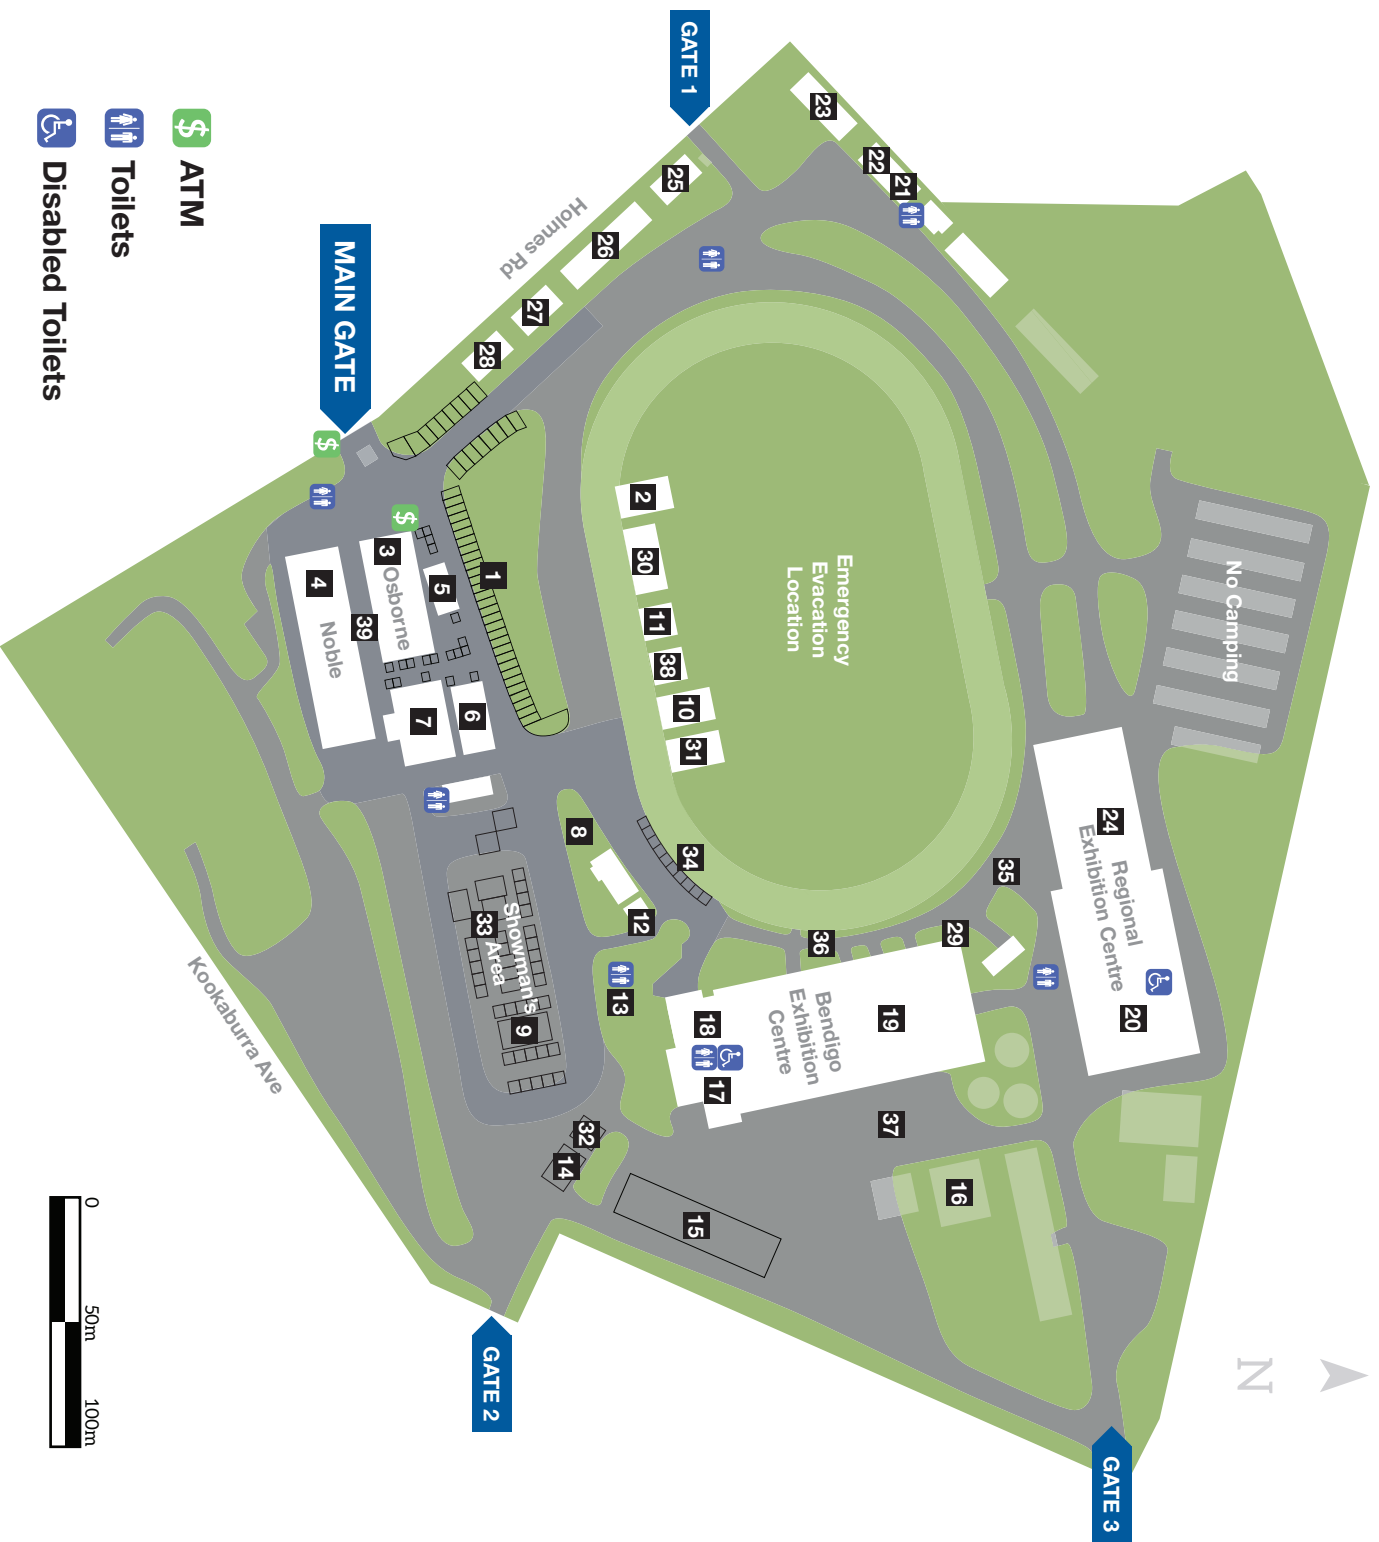 GATE 1
23
22
21
25
26
27
28
Holmes Rd
MAIN GATE
$ ATM
Toilets
Disabled Toilets
$
$
No Camping
Emergency
Evacation
Location
2
30
11
38
10
31
1
3
Osborne
5
4
Noble
39
6
7
8
34
12
35
36
29
24
Regional
Exhibition Centre
20
Bendigo
Exhibition
Centre
19
18
17
13
33
Showman's
Area
9
32
14
15
37
16
Kookaburra Ave
0
50m
100m
N
GATE 2
GATE 3